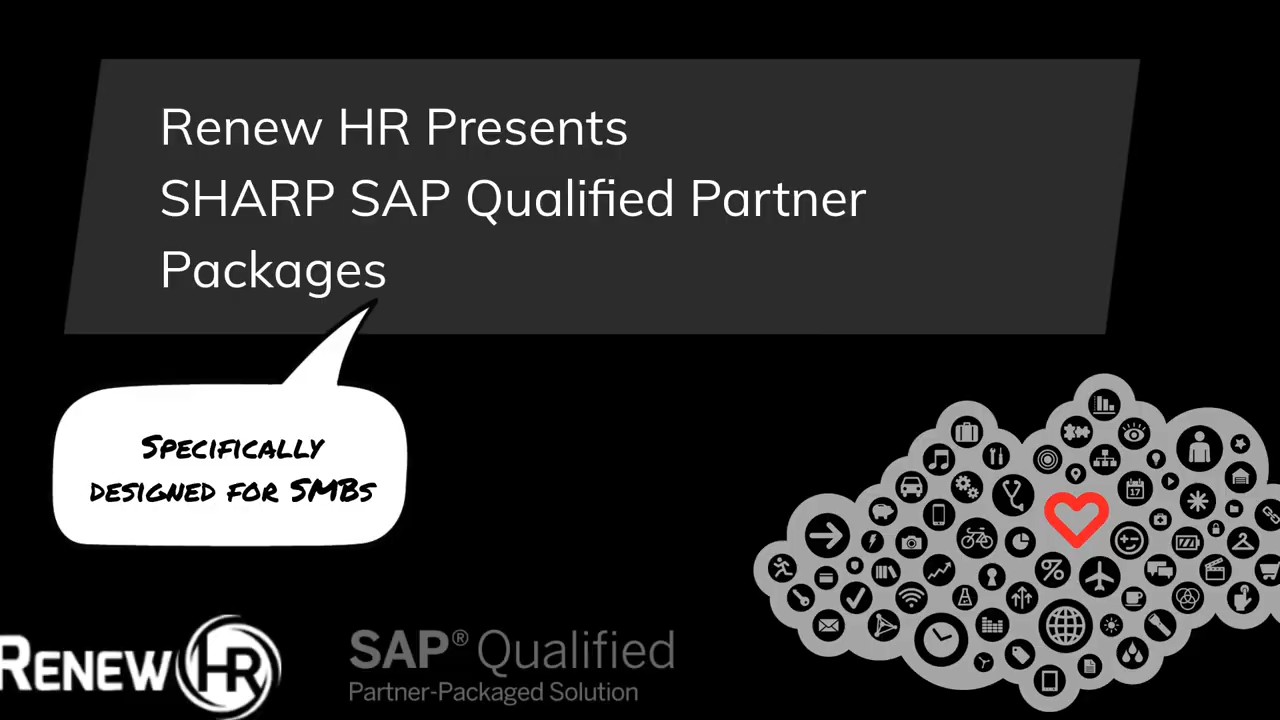 Renew HR Presents
SHARP SAP Qualified Partner
Packages
Specifically
designed for SMBs
RENEW HR
SAP® Qualified
Partner-Packaged Solution
17